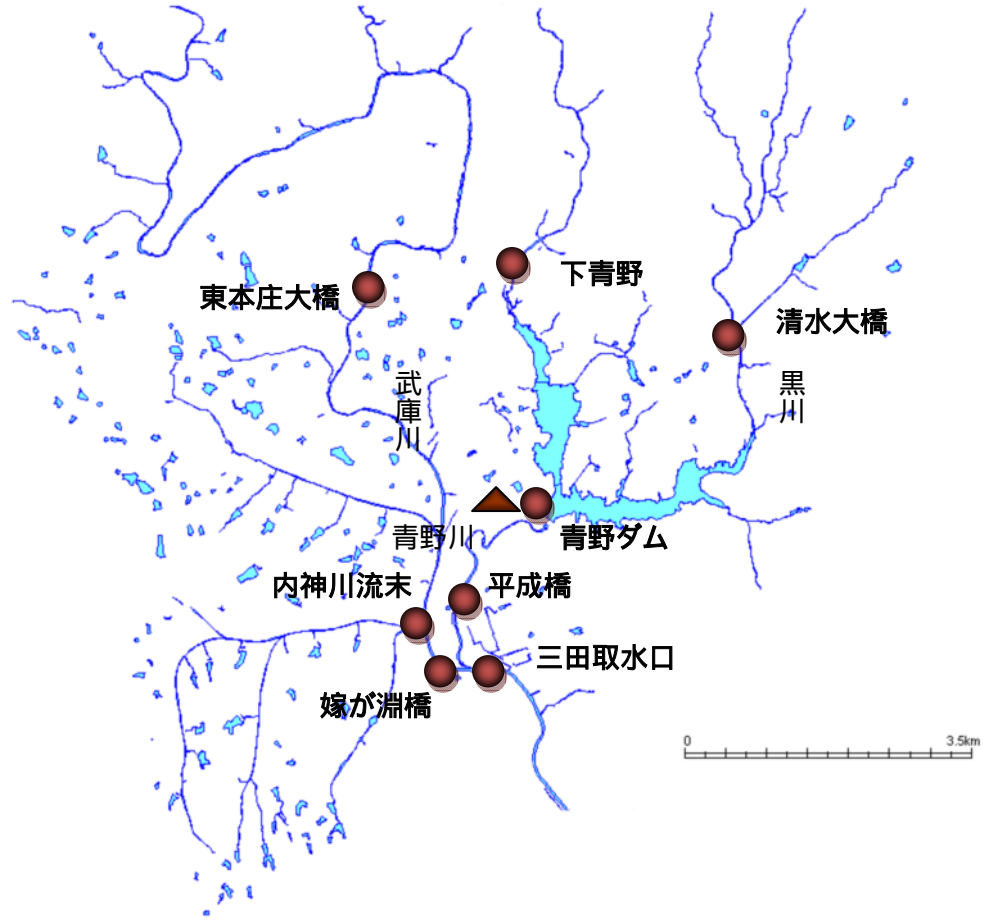 下青野
東本庄大橋
清水大橋
武庫川
黒川
青野川
青野ダム
内神川流末
平成橋
三田取水口
嫁が淵橋
0
3.5km